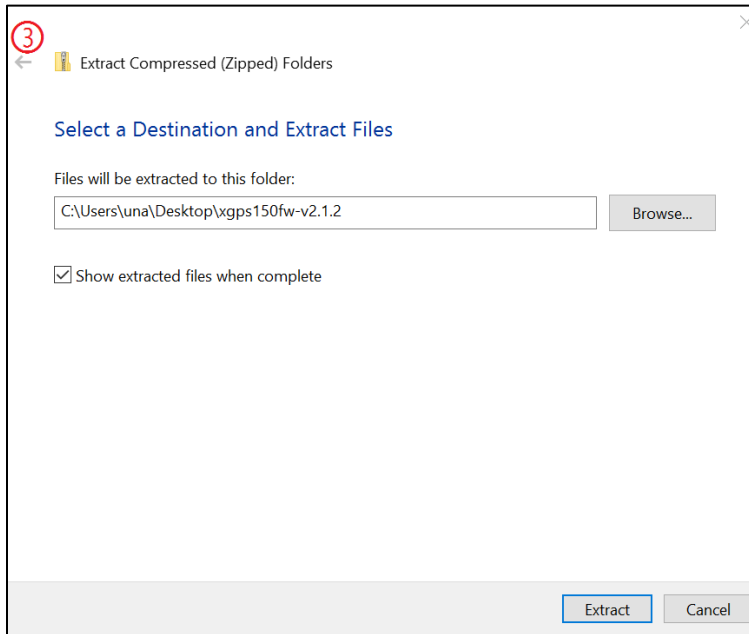 ③
Extract Compressed (Zipped) Folders
Select a Destination and Extract Files
Files will be extracted to this folder:
C:\Users\una\Desktop\xgps150fw-v2.1.2
Browse...
Show extracted files when complete
Extract
Cancel